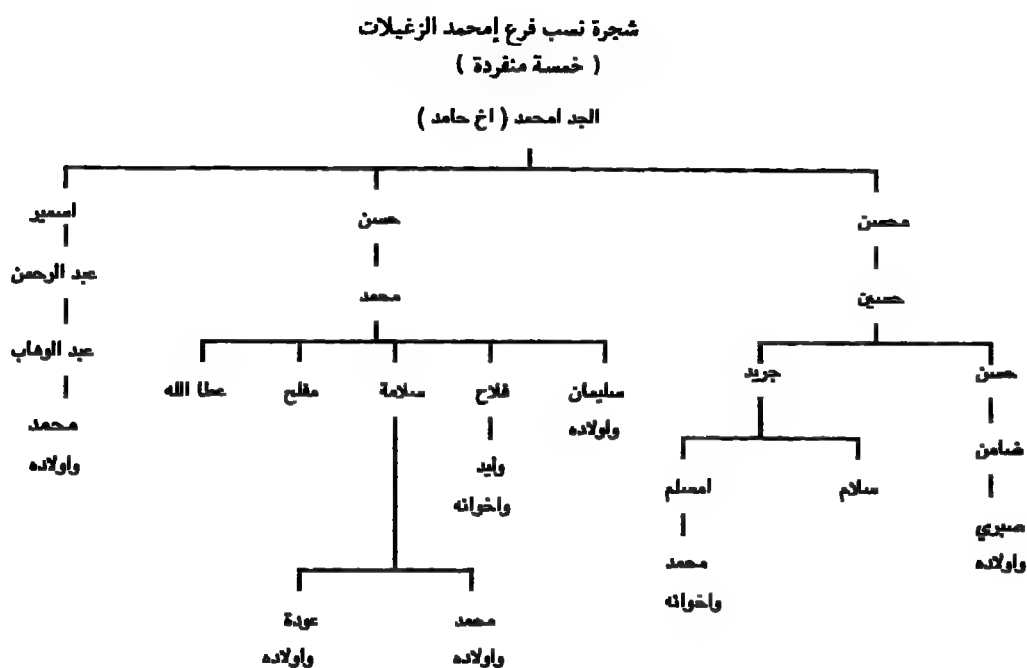 شجرة نسب فرع إمحمد الزغيلات
( خمسة منفردة )
الجد امحمد ( اخ حامد )
محسن
حسن
اسمير
حسين
محمد
عبد الرحمن
حسن
جريد
سليمان
واولاده
فلاح
سلامة
مفلح
عطا الله
عبد الوهاب
ضامن
سلام
امسلم
وليد
واخوانه
محمد
واولاده
صبري
واولاده
محمد
واخوانه
محمد
واولاده
عودة
واولاده